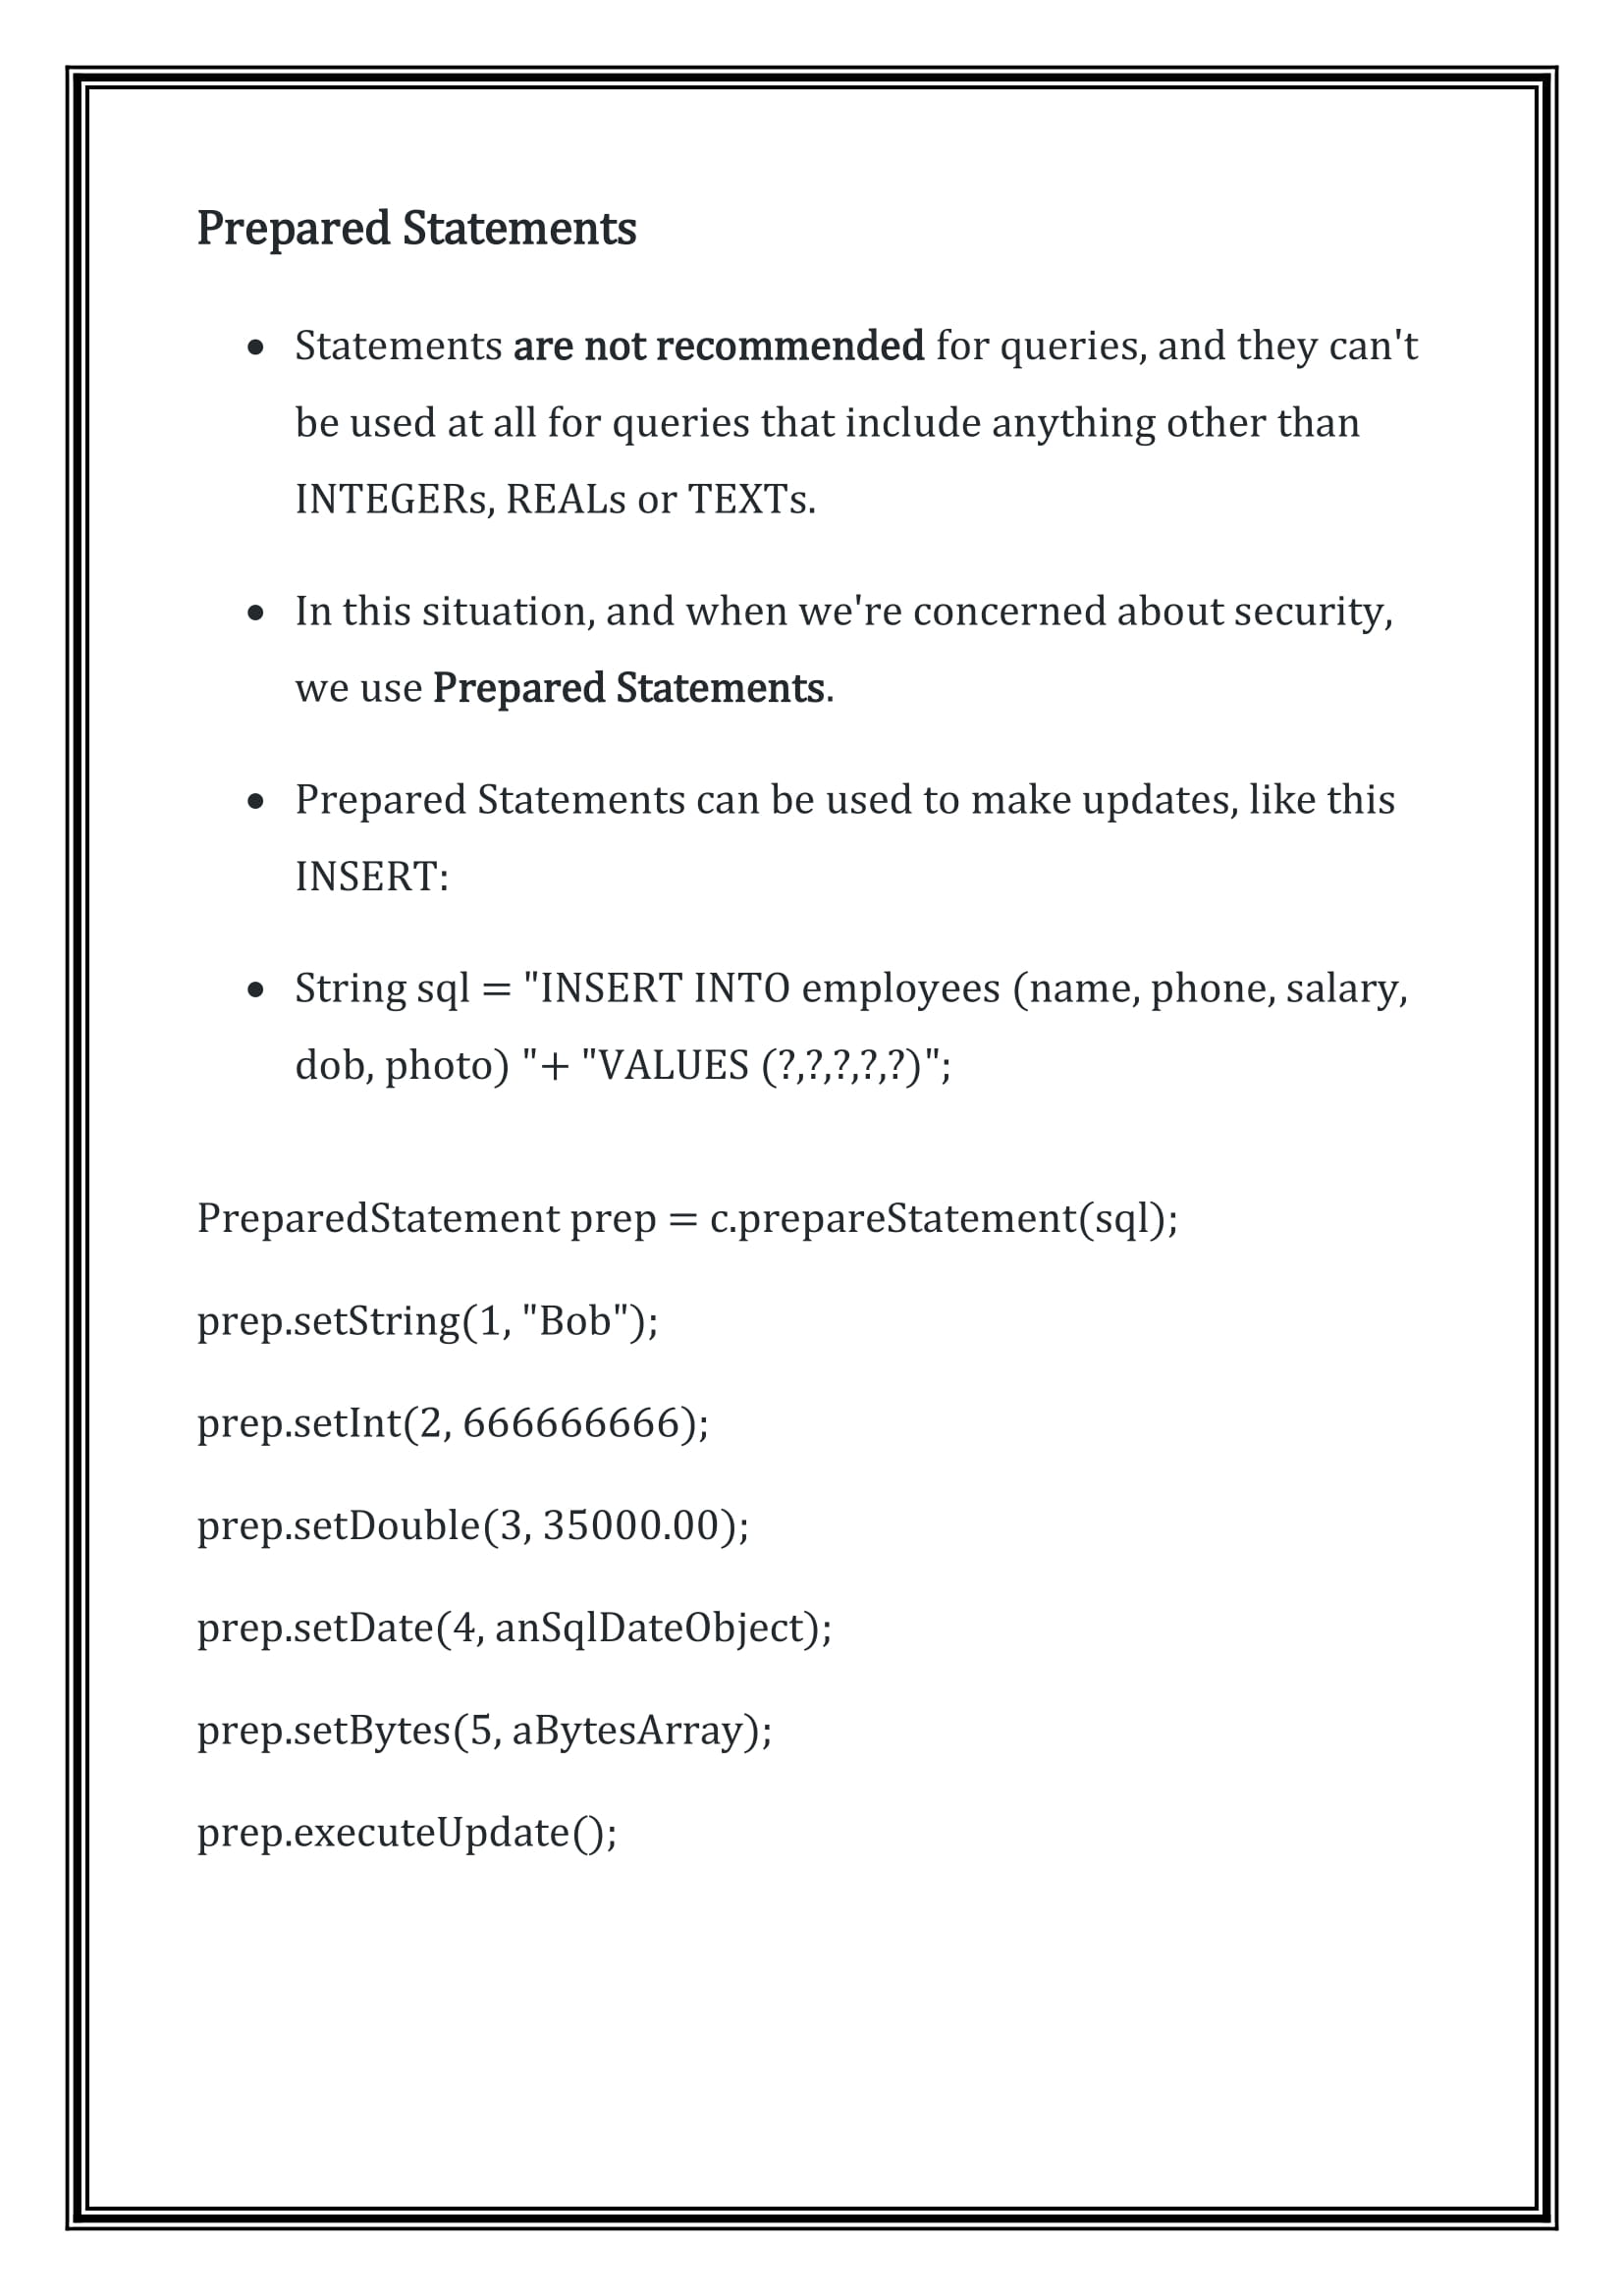 Prepared Statements
• Statements are not recommended for queries, and they can't
be used at all for queries that include anything other than
INTEGERs, REALs or TEXTs.
• In this situation, and when we're concerned about security,
we use Prepared Statements.
• Prepared Statements can be used to make updates, like this
INSERT:
• String sql = "INSERT INTO employees (name, phone, salary,
dob, photo) "+ "VALUES (?,?,?,?,?)";
PreparedStatement prep = c.prepareStatement(sql);
prep.setString(1, "Bob");
prep.setInt(2, 666666666);
prep.setDouble(3, 35000.00);
prep.setDate(4, anSqlDateObject);
prep.setBytes(5, aBytesArray);
prep.executeUpdate();